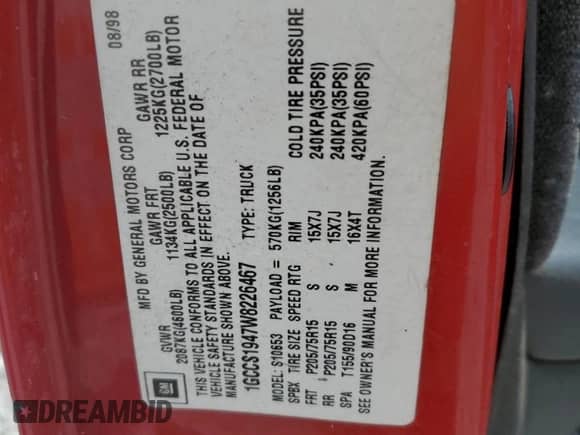 MFD BY GENERAL MOTORS CORP 08/98
GVWR GAWR FRT GAWR RR
2087KG(4600LB) 1134KG(2500LB) 1225KG(2700LB)
THIS VEHICLE CONFORMS TO ALL APPLICABLE U.S. FEDERAL MOTOR
VEHICLE SAFETY STANDARDS IN EFFECT ON THE DATE OF
MANUFACTURE SHOWN ABOVE.
1GCCS1947W8226467 TYPE: TRUCK
MODEL: S10653 PAYLOAD = 570KG(1256LB)
SPBX TIRE SIZE SPEED RTG RIM COLD TIRE PRESSURE
FRT P205/75R15 S 15X7J 240KPA(35PSI)
RR P205/75R15 S 15X7J 240KPA(35PSI)
SPA T155/90D16 M 16X4T 420KPA(60PSI)
SEE OWNER'S MANUAL FOR MORE INFORMATION.
GM
DREAMBID